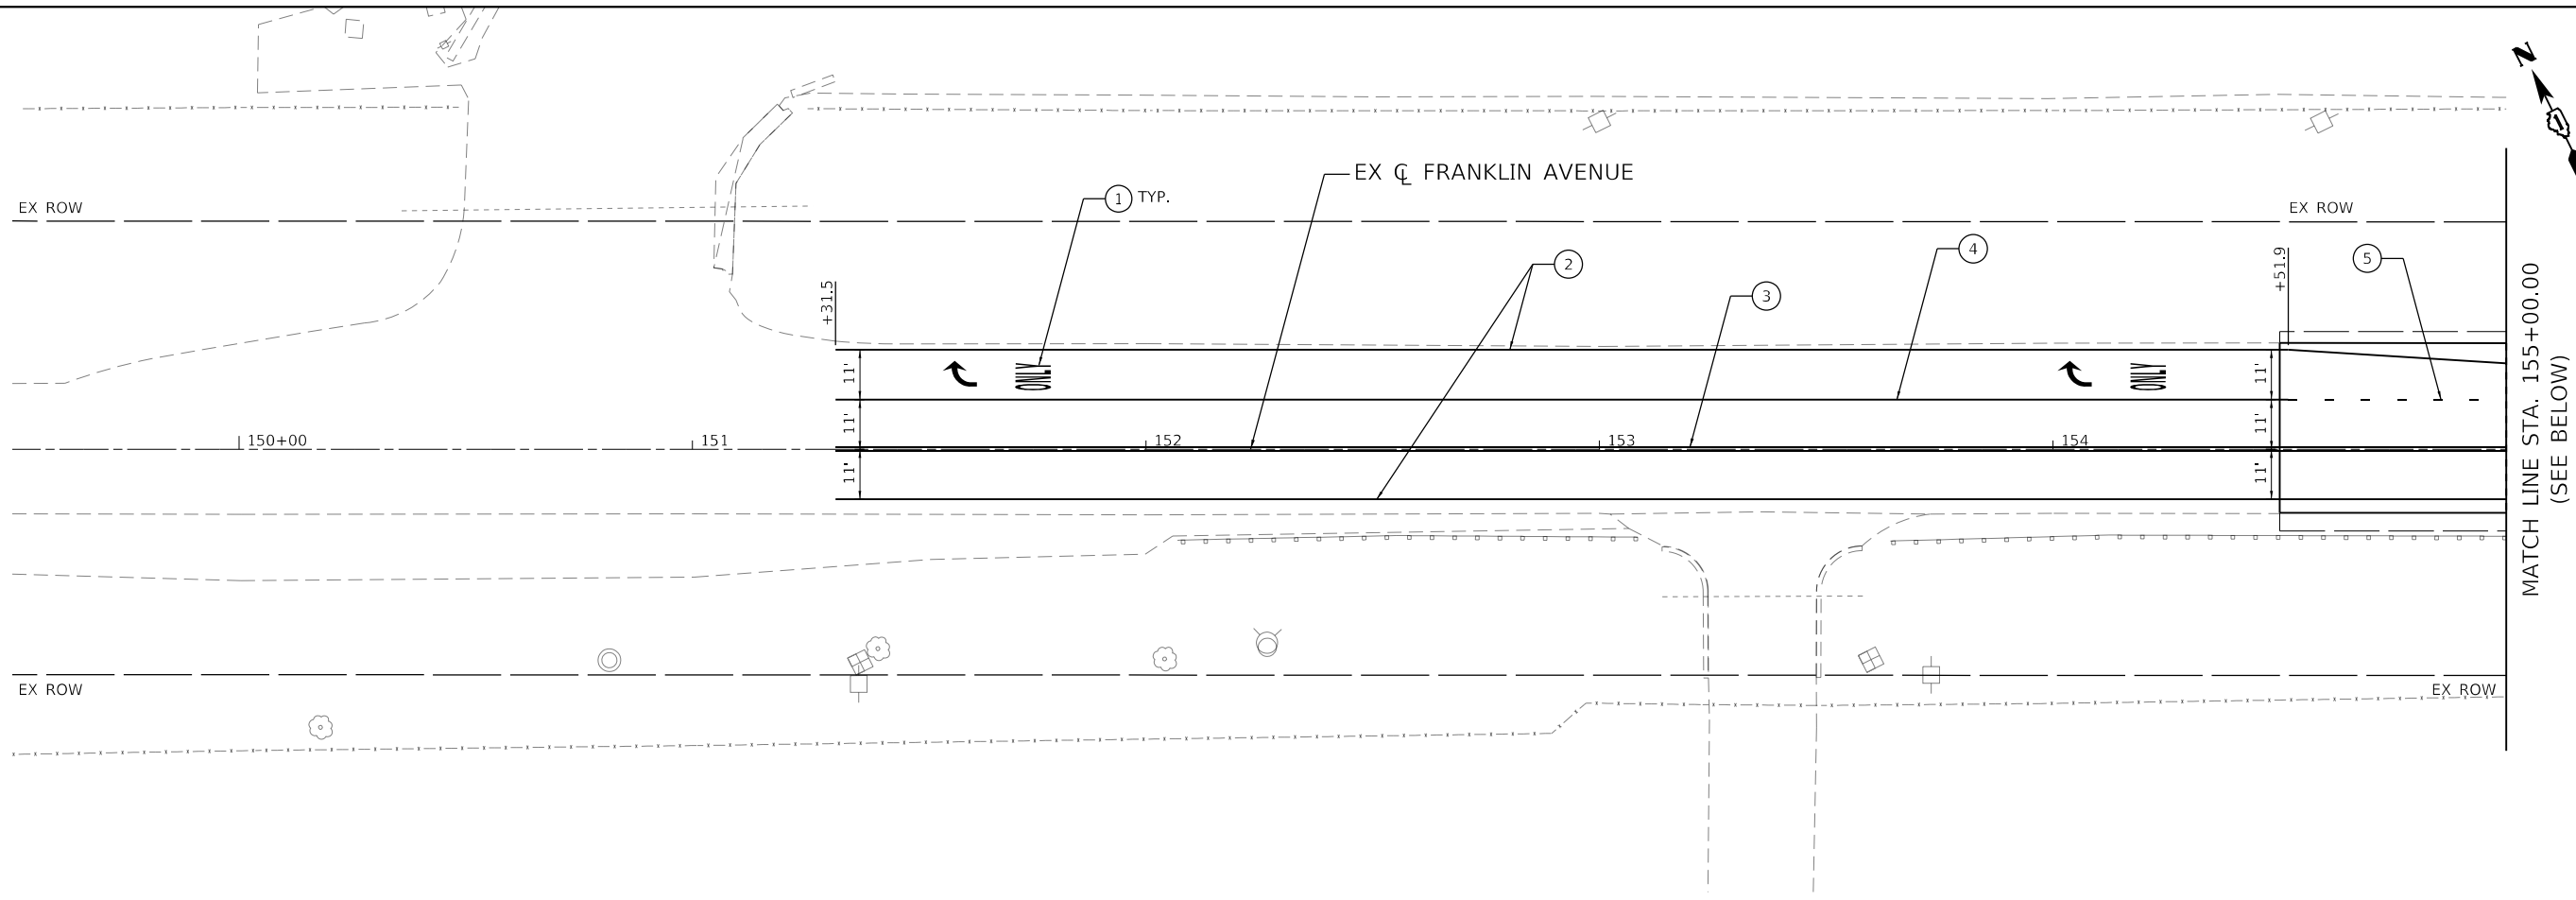 N
EX ℄ FRANKLIN AVENUE
1 TYP.
EX ROW
EX ROW
2
4
5
3
+31.5
+51.9
11'
11'
11'
11'
11'
11'
ONLY
ONLY
150+00
151
152
153
154
MATCH LINE STA. 155+00.00
(SEE BELOW)
EX ROW
EX ROW